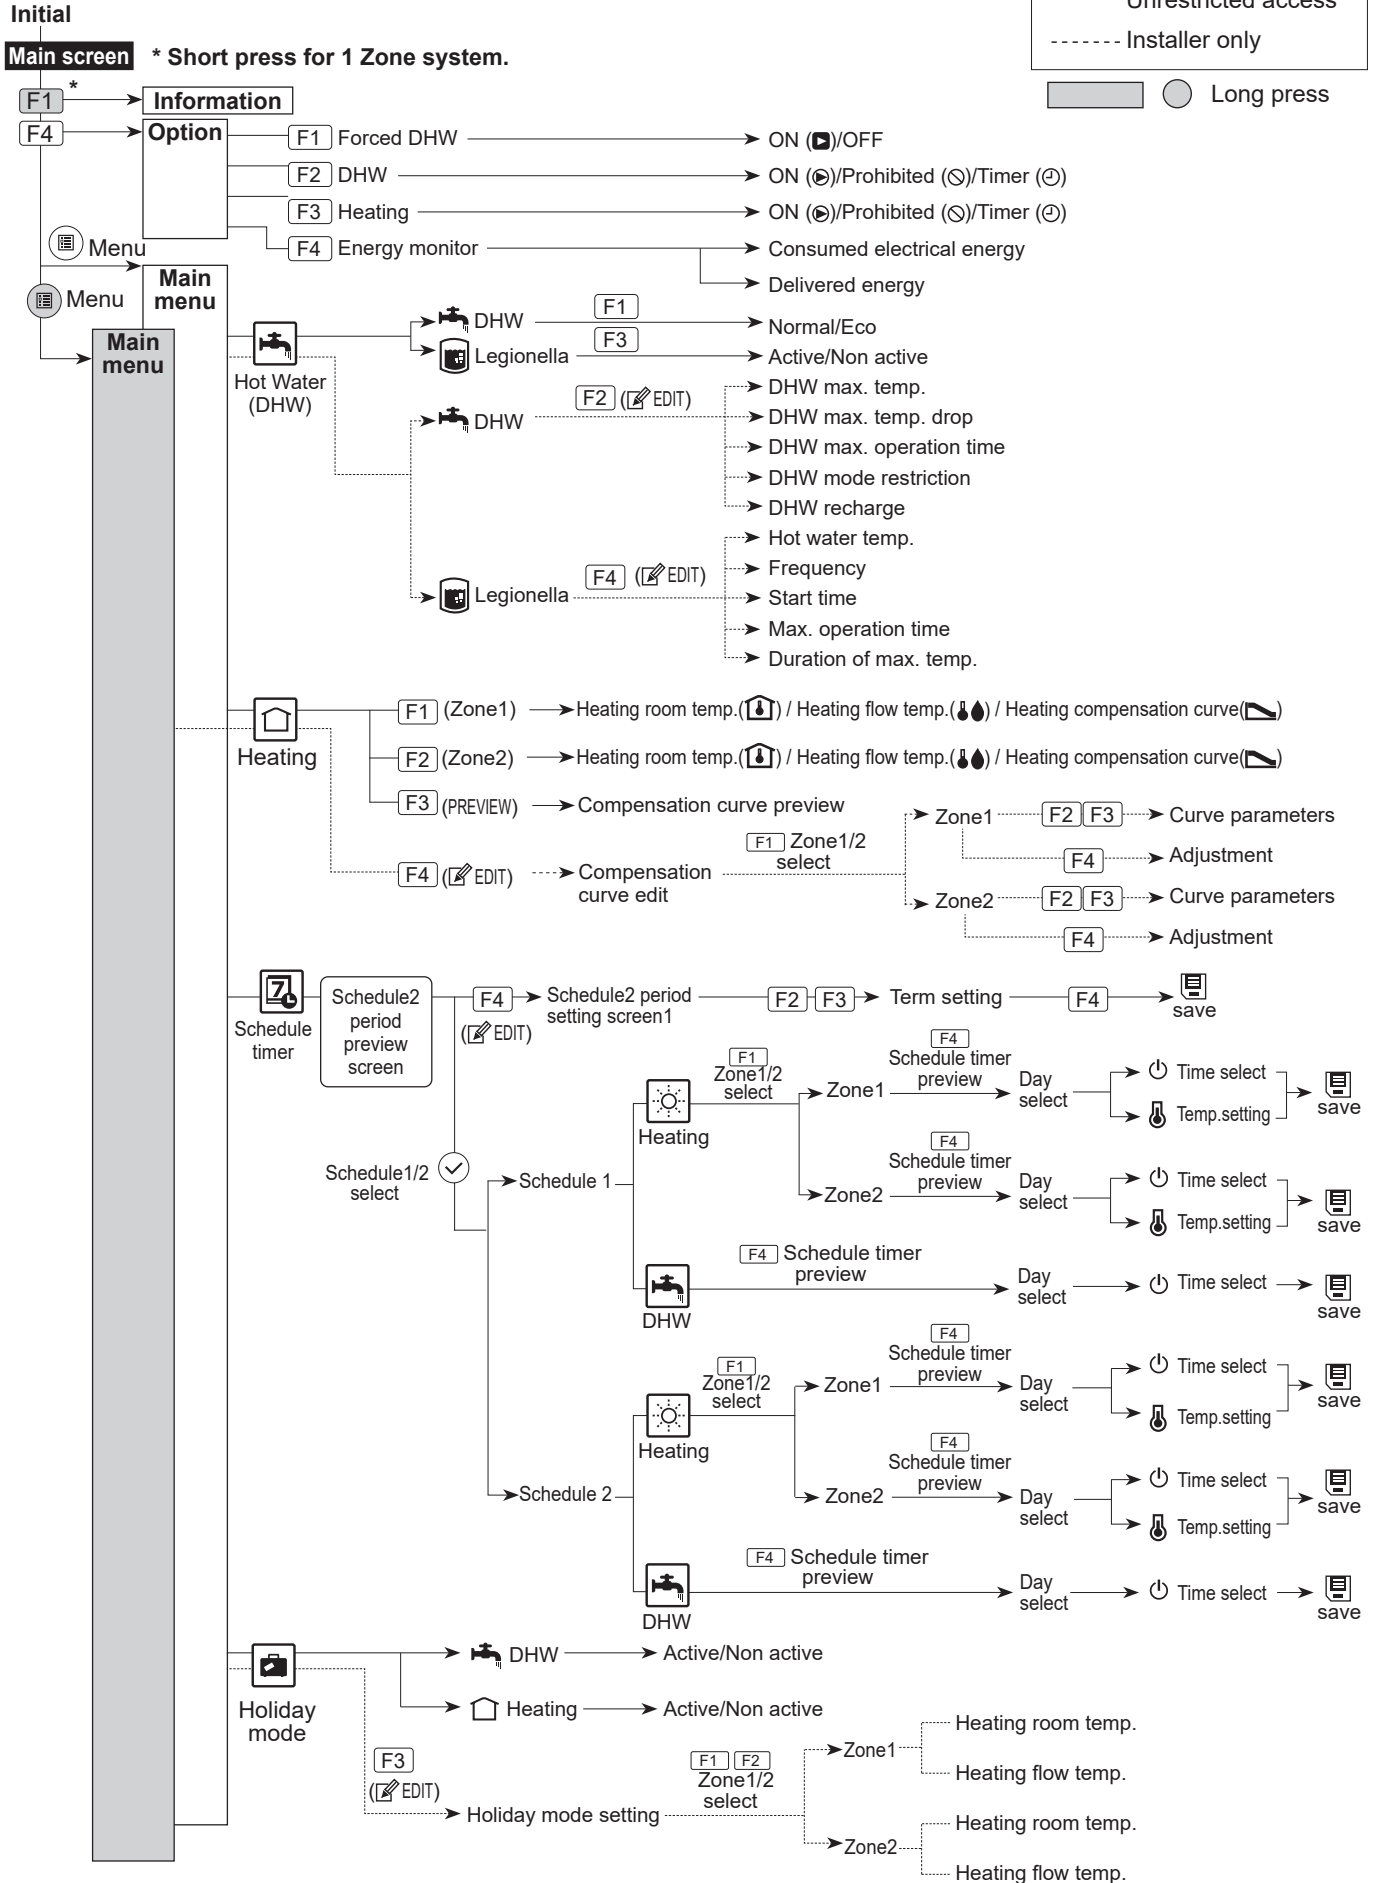 Initial
Unrestricted access
Main screen * Short press for 1 Zone system.
Installer only
F1 * Information
Long press
F4 Option F1 Forced DHW ON (▶)/OFF
F2 DHW ON (▶)/Prohibited (⃠)/Timer (◷)
F3 Heating ON (▶)/Prohibited (⃠)/Timer (◷)
Menu F4 Energy monitor Consumed electrical energy
Delivered energy
Main
menu
Menu
Main
menu
Hot Water
(DHW)
DHW F1 Normal/Eco
Legionella F3 Active/Non active
DHW F2 (EDIT)
DHW max. temp.
DHW max. temp. drop
DHW max. operation time
DHW mode restriction
DHW recharge
Legionella F4 (EDIT)
Hot water temp.
Frequency
Start time
Max. operation time
Duration of max. temp.
Heating
F1 (Zone1) Heating room temp.() / Heating flow temp.() / Heating compensation curve()
F2 (Zone2) Heating room temp.() / Heating flow temp.() / Heating compensation curve()
F3 (PREVIEW) Compensation curve preview
F4 (EDIT) Compensation
curve edit
F1 Zone1/2
select
Zone1 F2 F3 Curve parameters
F4 Adjustment
Zone2 F2 F3 Curve parameters
F4 Adjustment
7
Schedule
timer
Schedule2
period
preview
screen
F4
(EDIT)
Schedule2 period
setting screen1
F2 F3 Term setting F4 save
Schedule1/2
select
Schedule 1
Heating
F1
Zone1/2
select
Zone1
F4
Schedule timer
preview
Day
select
Time select
Temp.setting
save
Zone2
F4
Schedule timer
preview
Day
select
Time select
Temp.setting
save
DHW
F4 Schedule timer
preview
Day
select
Time select
save
Schedule 2
Heating
F1
Zone1/2
select
Zone1
F4
Schedule timer
preview
Day
select
Time select
Temp.setting
save
Zone2
F4
Schedule timer
preview
Day
select
Time select
Temp.setting
save
DHW
F4 Schedule timer
preview
Day
select
Time select
save
Holiday
mode
DHW Active/Non active
Heating Active/Non active
F3
(EDIT)
Holiday mode setting
F1 F2
Zone1/2
select
Zone1
Heating room temp.
Heating flow temp.
Zone2
Heating room temp.
Heating flow temp.